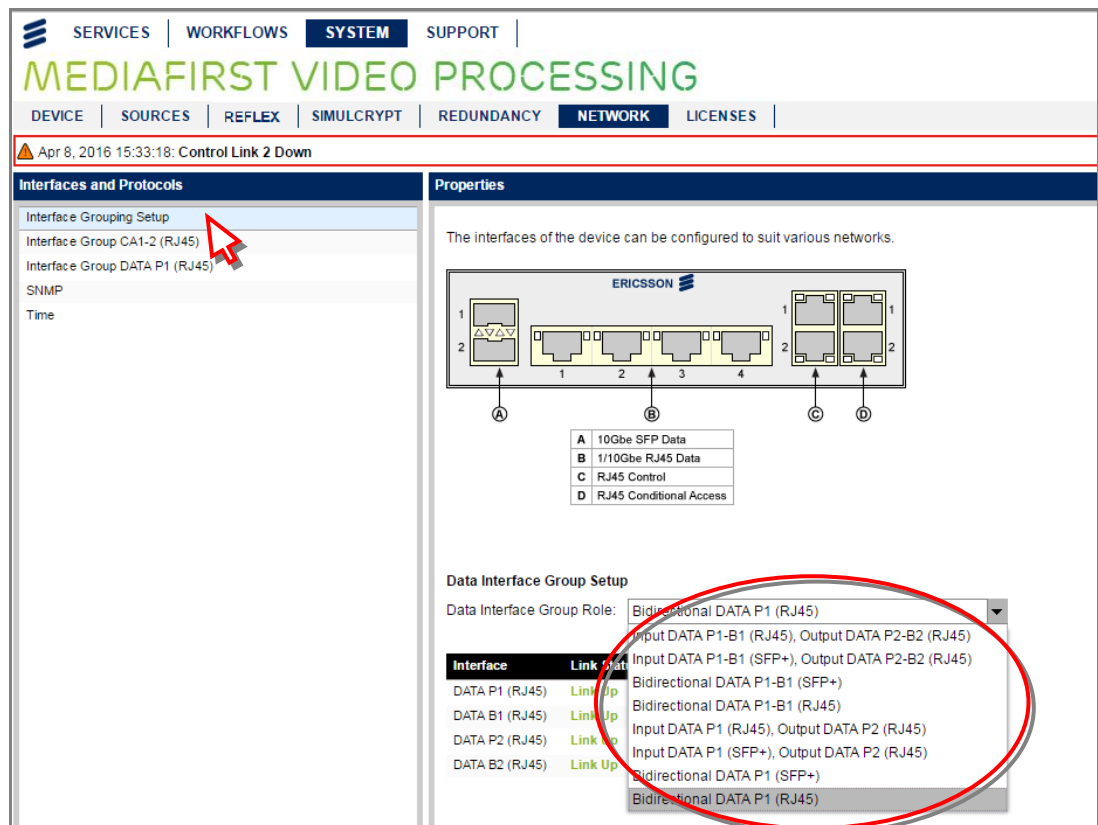 SERVICES WORKFLOWS SYSTEM SUPPORT
MEDIAFIRST VIDEO PROCESSING
DEVICE SOURCES REFLEX SIMULCRYPT REDUNDANCY NETWORK LICENSES
Apr 8, 2016 15:33:18: Control Link 2 Down
Interfaces and Protocols
Interface Grouping Setup
Interface Group CA1-2 (RJ45)
Interface Group DATA P1 (RJ45)
SNMP
Time
Properties
The interfaces of the device can be configured to suit various networks.
ERICSSON
1 1 1
2 2 2
1 2 3 4
A B C D
A 10Gbe SFP Data
B 1/10Gbe RJ45 Data
C RJ45 Control
D RJ45 Conditional Access
Data Interface Group Setup
Data Interface Group Role: Bidirectional DATA P1 (RJ45)
Input DATA P1-B1 (RJ45), Output DATA P2-B2 (RJ45)
Input DATA P1-B1 (SFP+), Output DATA P2-B2 (RJ45)
Bidirectional DATA P1-B1 (SFP+)
Bidirectional DATA P1-B1 (RJ45)
Input DATA P1 (RJ45), Output DATA P2 (RJ45)
Input DATA P1 (SFP+), Output DATA P2 (RJ45)
Bidirectional DATA P1 (SFP+)
Bidirectional DATA P1 (RJ45)
Interface Link Stat
DATA P1 (RJ45) Link Up
DATA B1 (RJ45) Link Up
DATA P2 (RJ45) Link Up
DATA B2 (RJ45) Link Up